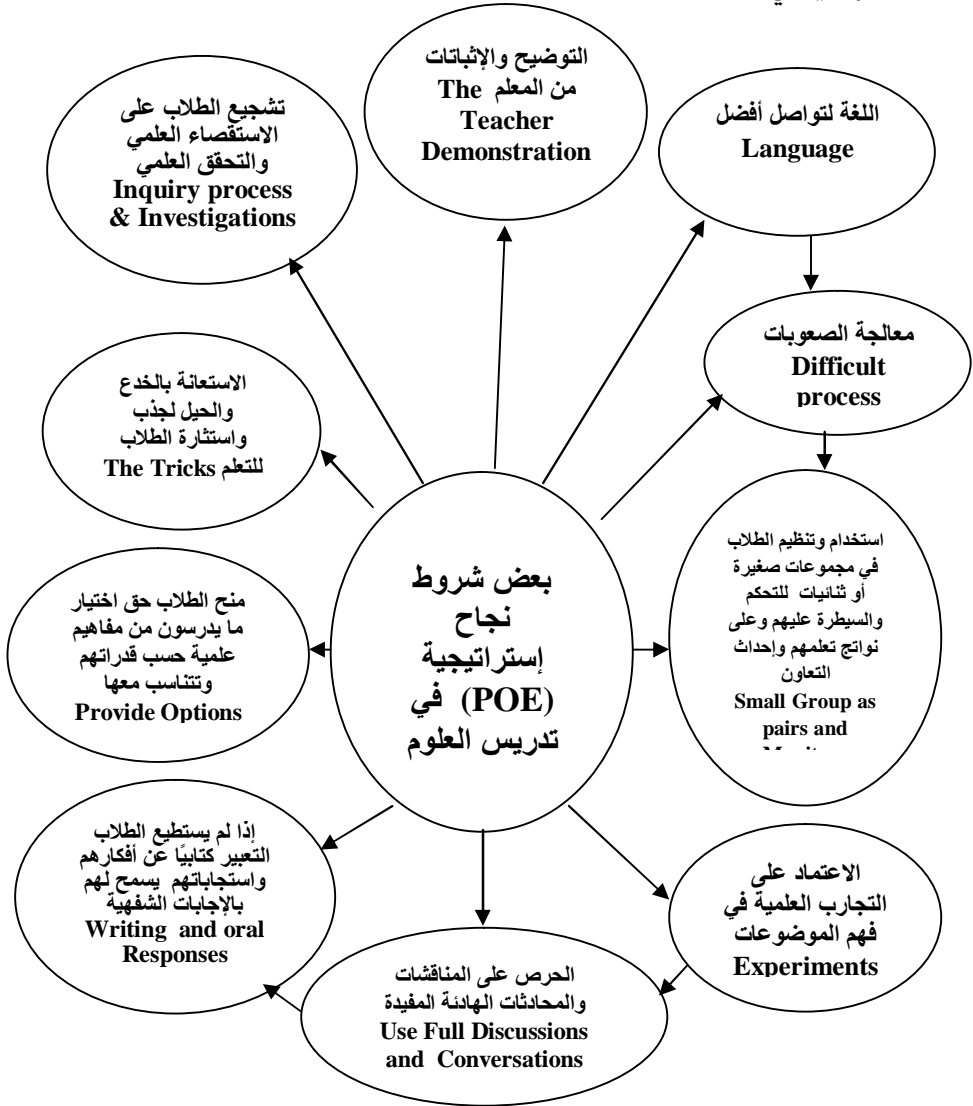 التوضيح والإثباتات
من المعلم The
Teacher
Demonstration
اللغة لتواصل أفضل
Language
تشجيع الطلاب على
الاستقصاء العلمي
والتحقق العلمي
Inquiry process
& Investigations
معالجة الصعوبات
Difficult
process
الاستعانة بالخدع
والحيل لجذب
واستثارة الطلاب
للتعلم The Tricks
استخدام وتنظيم الطلاب
في مجموعات صغيرة
أو ثنائيات للتحكم
والسيطرة عليهم وعلى
نواتج تعلمهم وإحداث
التعاون
Small Group as
pairs and
بعض شروط
نجاح
إستراتيجية
(POE) في
تدريس العلوم
منح الطلاب حق اختيار
ما يدرسون من مفاهيم
علمية حسب قدراتهم
وتتناسب معها
Provide Options
الاعتماد على
التجارب العلمية في
فهم الموضوعات
Experiments
إذا لم يستطيع الطلاب
التعبير كتابيًا عن أفكارهم
واستجاباتهم يسمح لهم
بالإجابات الشفهية
Writing and oral
Responses
الحرص على المناقشات
والمحادثات الهادئة المفيدة
Use Full Discussions
and Conversations